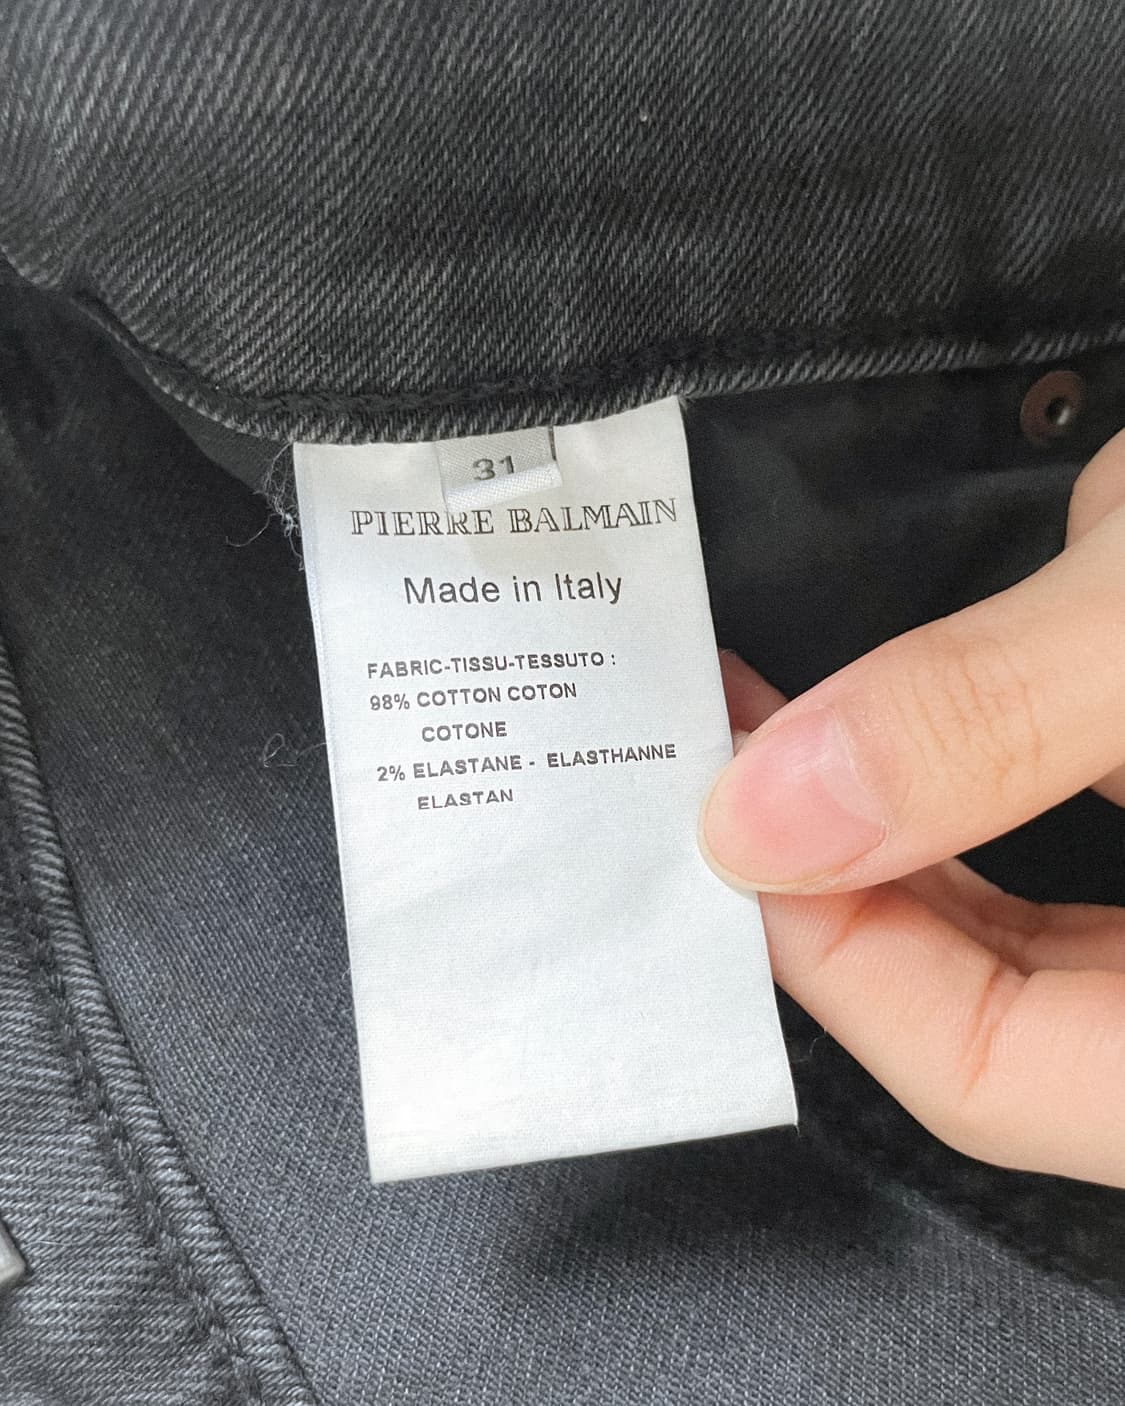 31
PIERRE BALMAIN
Made in Italy
FABRIC-TISSU-TESSUTO :
98% COTTON COTON
COTONE
2% ELASTANE - ELASTHANNE
ELASTAN